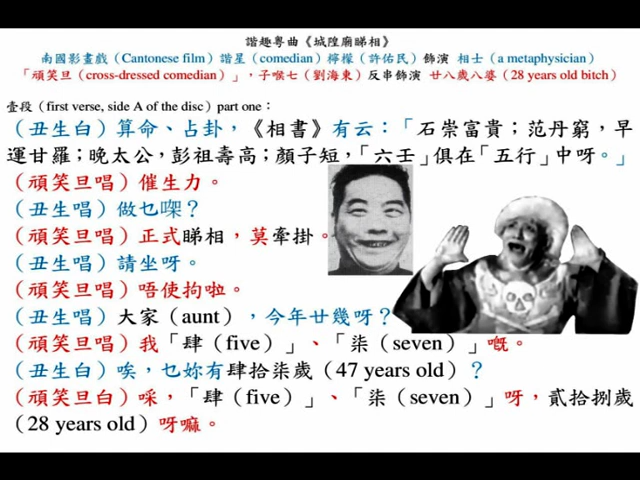 諧趣粵曲《城隍廟睇相》
南國影畫戲（Cantonese film）諧星（comedian）檸檬（許佑民）飾演 相士（a metaphysician）
「頑笑旦（cross-dressed comedian）」，子喉七（劉海東）反串飾演 廿八歲八婆（28 years old bitch）
壹段（first verse, side A of the disc）part one：
（丑生白）算命、占卦，《相書》有云：「石崇富貴；范丹窮，早
運甘羅；晚太公，彭祖壽高；顏子短，「六壬」俱在「五行」中呀。」
（頑笑旦唱）催生力。
（丑生唱）做乜㗎？
（頑笑旦唱）正式睇相，莫牽掛。
（丑生唱）請坐呀。
（頑笑旦唱）唔使拘啦。
（丑生唱）大家（aunt），今年廿幾呀？
（頑笑旦唱）我「肆（five）」、「柒（seven）」嘅。
（丑生白）唉，乜妳有肆拾柒歲（47 years old）？
（頑笑旦白）啋，「肆（five）」、「柒（seven）」呀，貳拾捌歲
（28 years old）呀嘛。